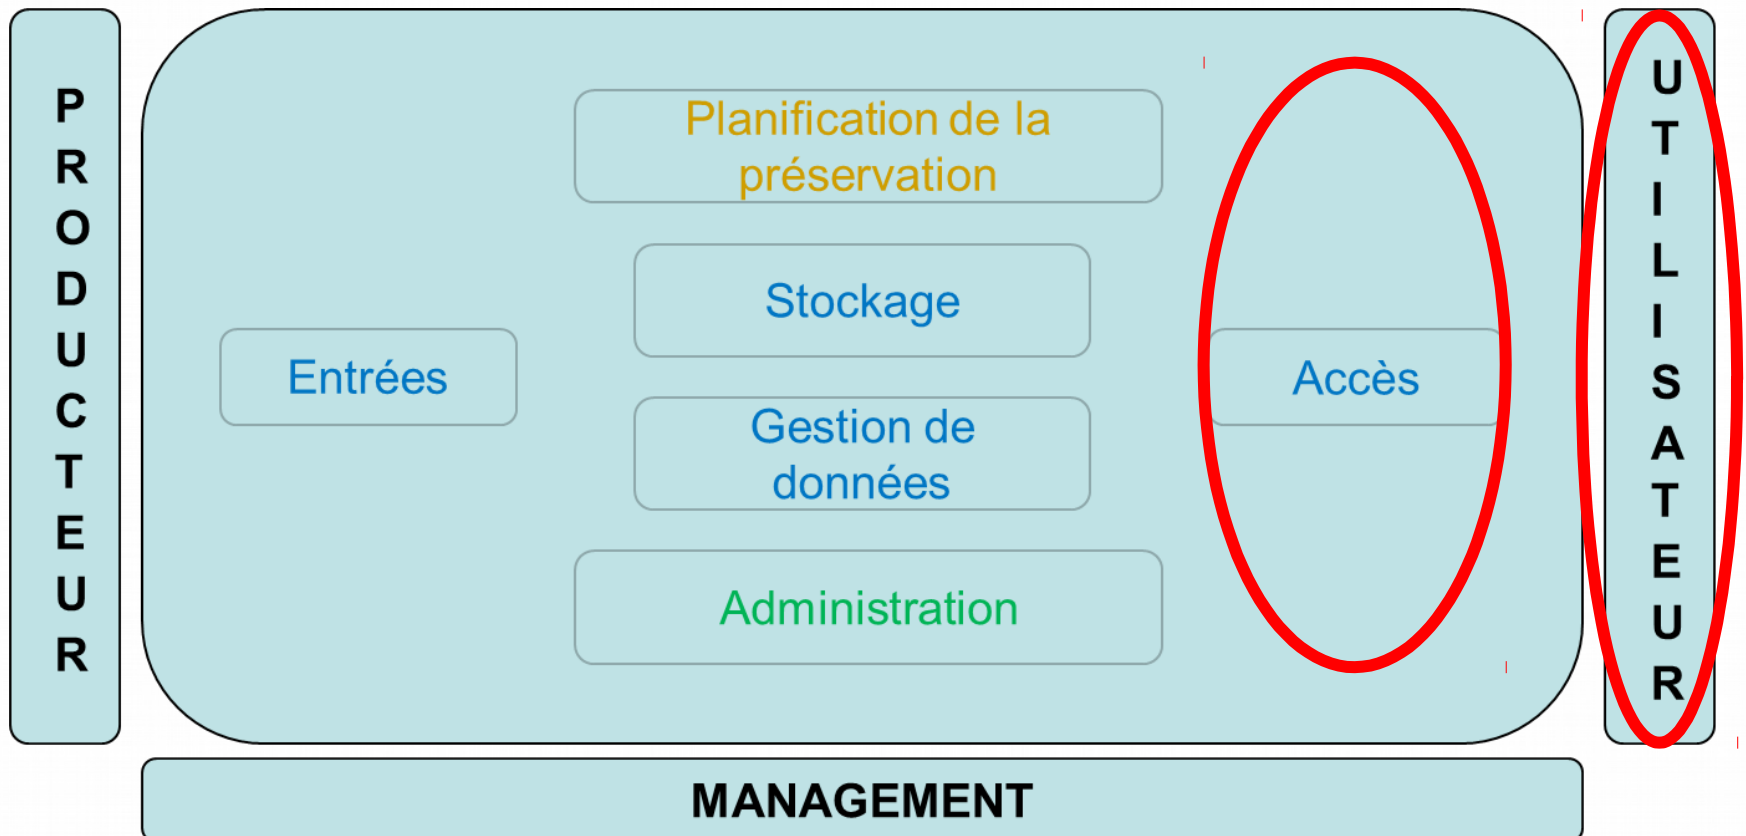 PRODUCTEUR
Planification de la
préservation
Stockage
Entrées
Gestion de
données
Administration
Accès
UTILISATEUR
MANAGEMENT